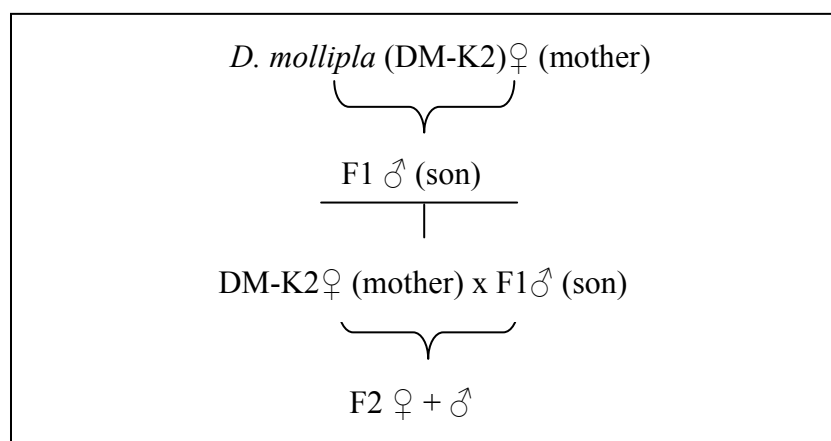 D. mollipla (DM-K2)♀ (mother)
F1 ♂ (son)
DM-K2♀ (mother) x F1♂ (son)
F2 ♀ + ♂